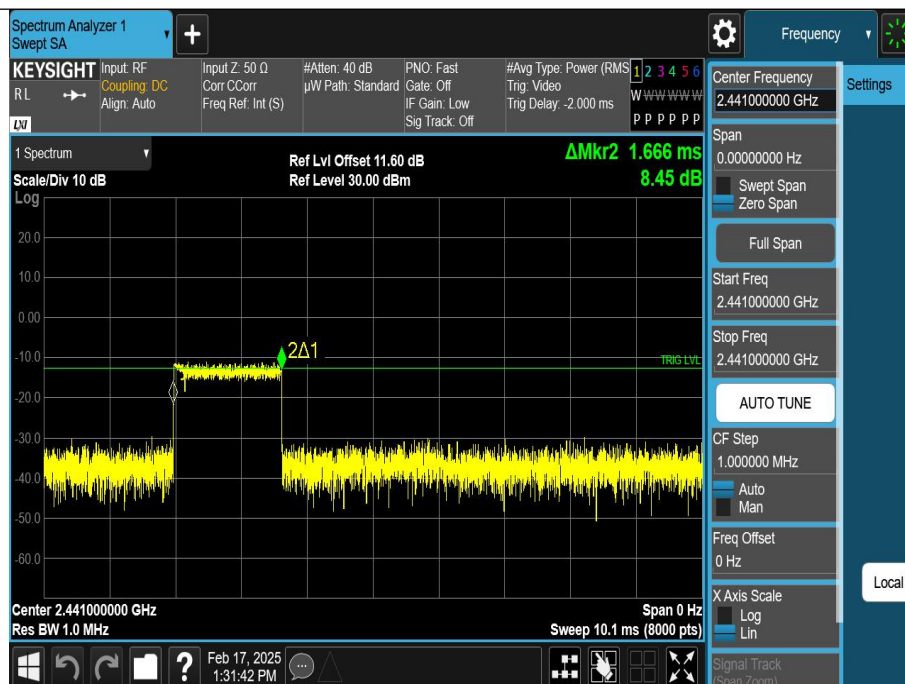 Spectrum Analyzer 1
Swept SA
Frequency
KEYSIGHT
RL
LXI
Input: RF
Coupling: DC
Align: Auto
Input Z: 50 Ω
Corr CCorr
Freq Ref: Int (S)
#Atten: 40 dB
µW Path: Standard
PNO: Fast
Gate: Off
IF Gain: Low
Sig Track: Off
#Avg Type: Power (RMS
Trig: Video
Trig Delay: -2.000 ms
1 2 3 4 5 6
W W W W W W
P P P P P P
Center Frequency
2.441000000 GHz
Settings
1 Spectrum
Scale/Div 10 dB
Log
Ref Lvl Offset 11.60 dB
Ref Level 30.00 dBm
ΔMkr2 1.666 ms
8.45 dB
20.0
10.0
0.00
-10.0
-20.0
-30.0
-40.0
-50.0
-60.0
2Δ1
TRIG LVL
Span
0.00000000 Hz
Swept Span
Zero Span
Full Span
Start Freq
2.441000000 GHz
Stop Freq
2.441000000 GHz
AUTO TUNE
CF Step
1.000000 MHz
Auto
Man
Freq Offset
0 Hz
Local
X Axis Scale
Log
Lin
Signal Track
(Span Zoom)
Center 2.441000000 GHz
Res BW 1.0 MHz
Span 0 Hz
Sweep 10.1 ms (8000 pts)
?
Feb 17, 2025
1:31:42 PM